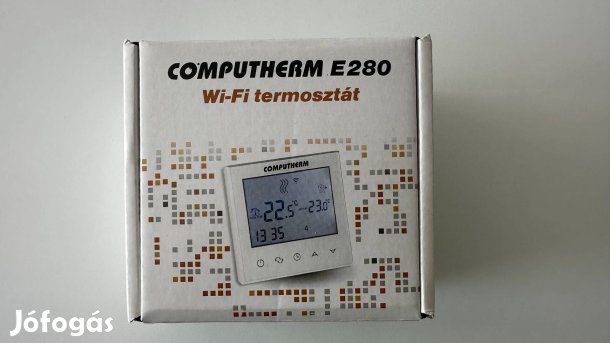 COMPUTHERM E280
Wi-Fi termosztát
COMPUTHERM
22.5°C 23.0°C
13 35 4
Jófogás